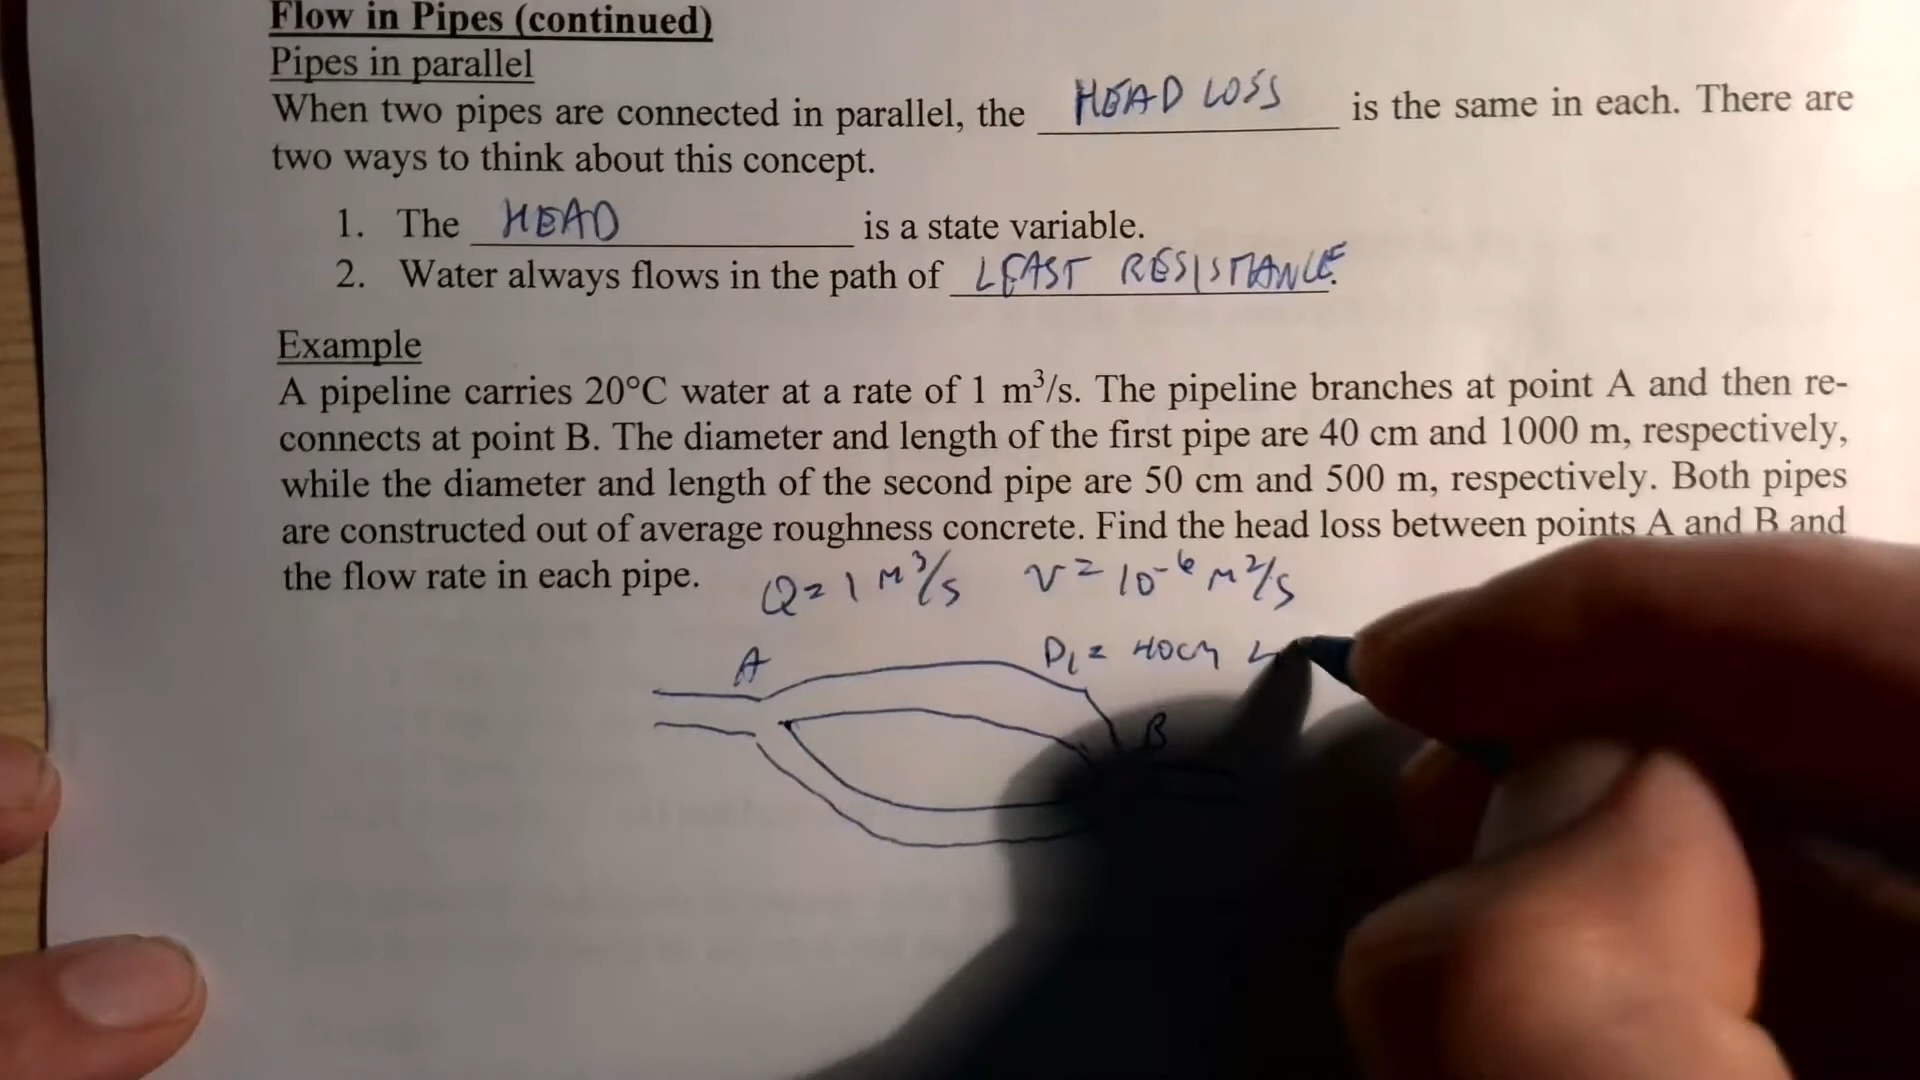 Flow in Pipes (continued)
Pipes in parallel
When two pipes are connected in parallel, the HEAD LOSS is the same in each. There are
two ways to think about this concept.
1. The HEAD is a state variable.
2. Water always flows in the path of LEAST RESISTANCE.
Example
A pipeline carries 20°C water at a rate of 1 m³/s. The pipeline branches at point A and then re-
connects at point B. The diameter and length of the first pipe are 40 cm and 1000 m, respectively,
while the diameter and length of the second pipe are 50 cm and 500 m, respectively. Both pipes
are constructed out of average roughness concrete. Find the head loss between points A and B and
the flow rate in each pipe. Q = 1 m³/s ν = 10⁻⁶ m²/s
A D₁ = 40cm L
B